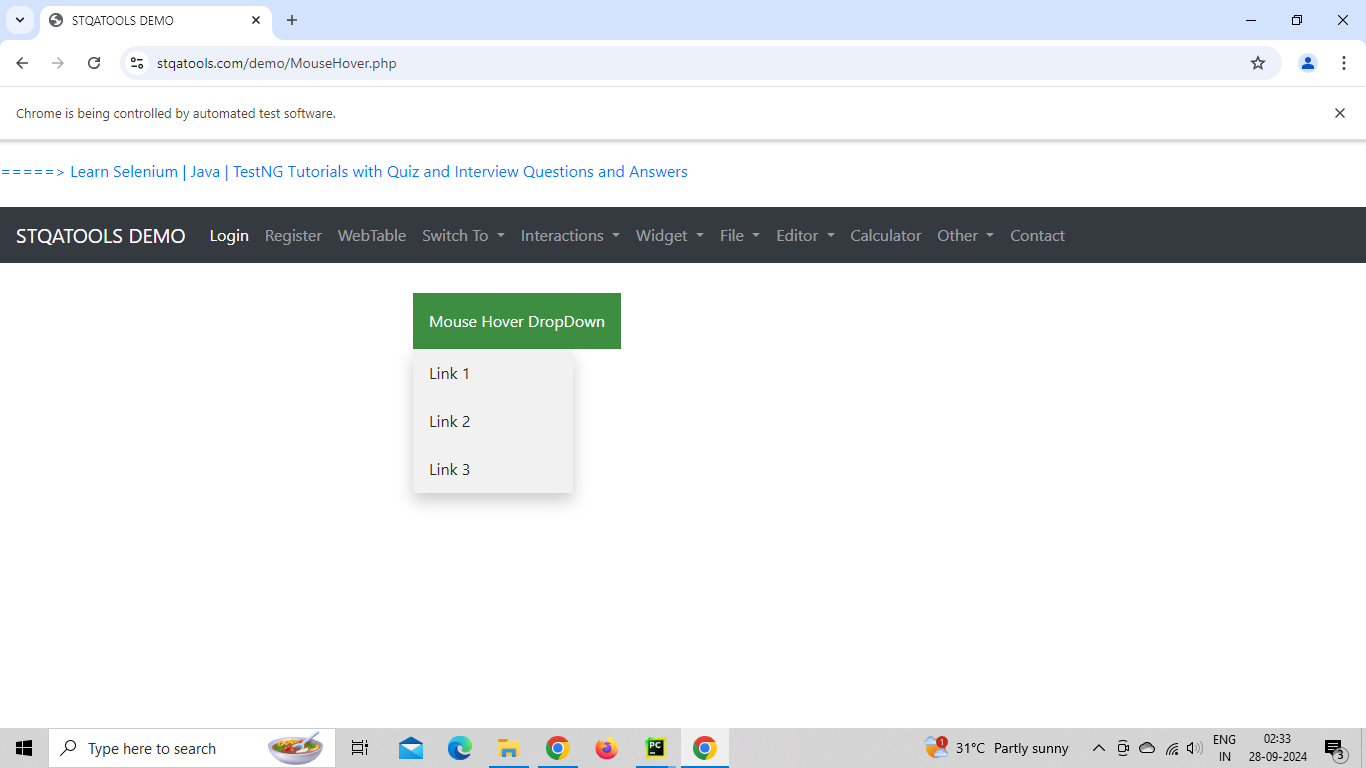 STQATOOLS DEMO
stqatools.com/demo/MouseHover.php
Chrome is being controlled by automated test software.
=====> Learn Selenium | Java | TestNG Tutorials with Quiz and Interview Questions and Answers
STQATOOLS DEMO Login Register WebTable Switch To Interactions Widget File Editor Calculator Other Contact
Mouse Hover DropDown
Link 1
Link 2
Link 3
Type here to search
PC
1
31°C Partly sunny
ENG
IN
02:33
28-09-2024
3